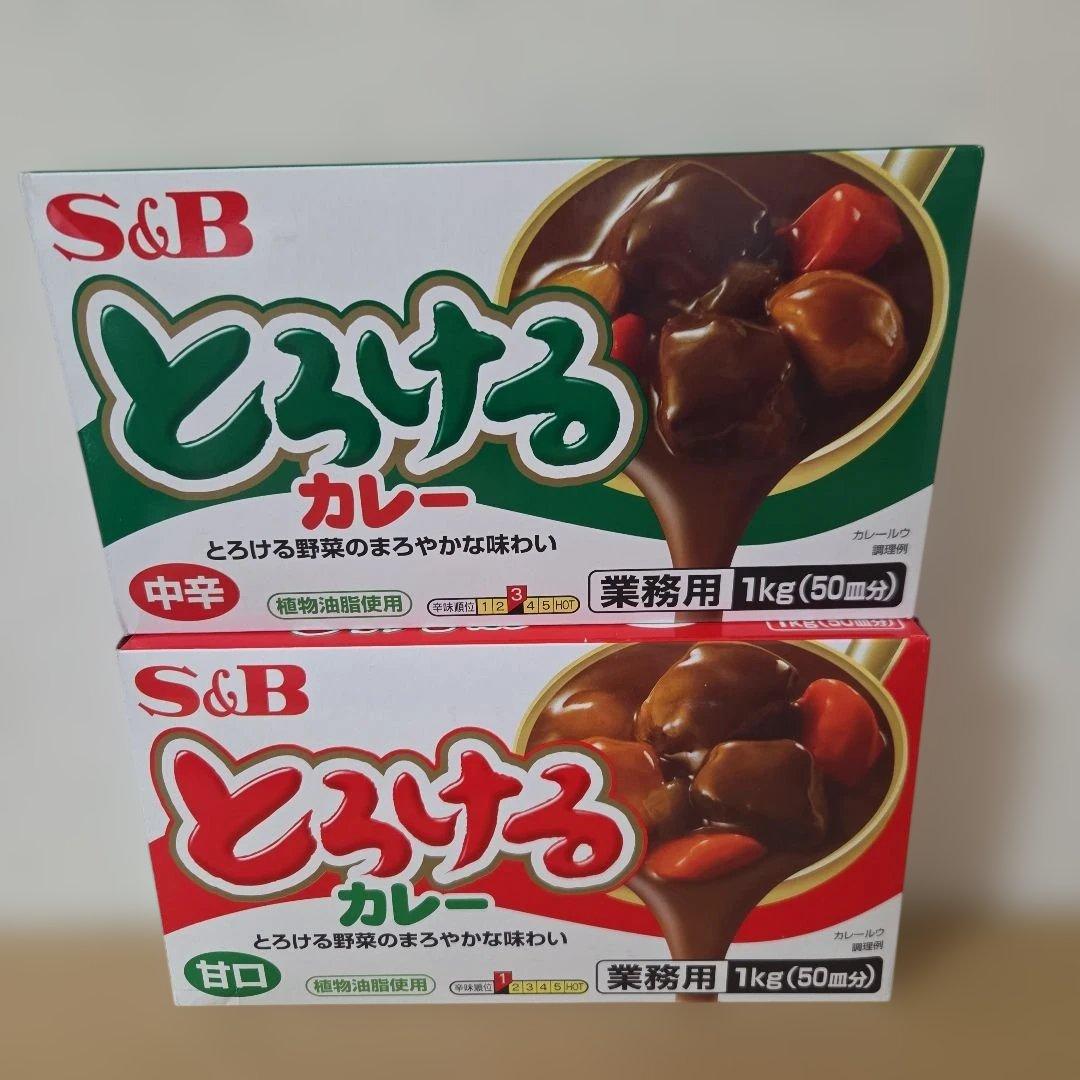 S&B
とろける
カレー
とろける野菜のまろやかな味わい
カレールウ
調理例
中辛
植物油脂使用
辛味順位 1 2 3 4 5 HOT
業務用 1kg(50皿分)
1kg(50皿分)
S&B
とろける
カレー
とろける野菜のまろやかな味わい
カレールウ
調理例
甘口
植物油脂使用
辛味順位 1 2 3 4 5 HOT
業務用 1kg(50皿分)